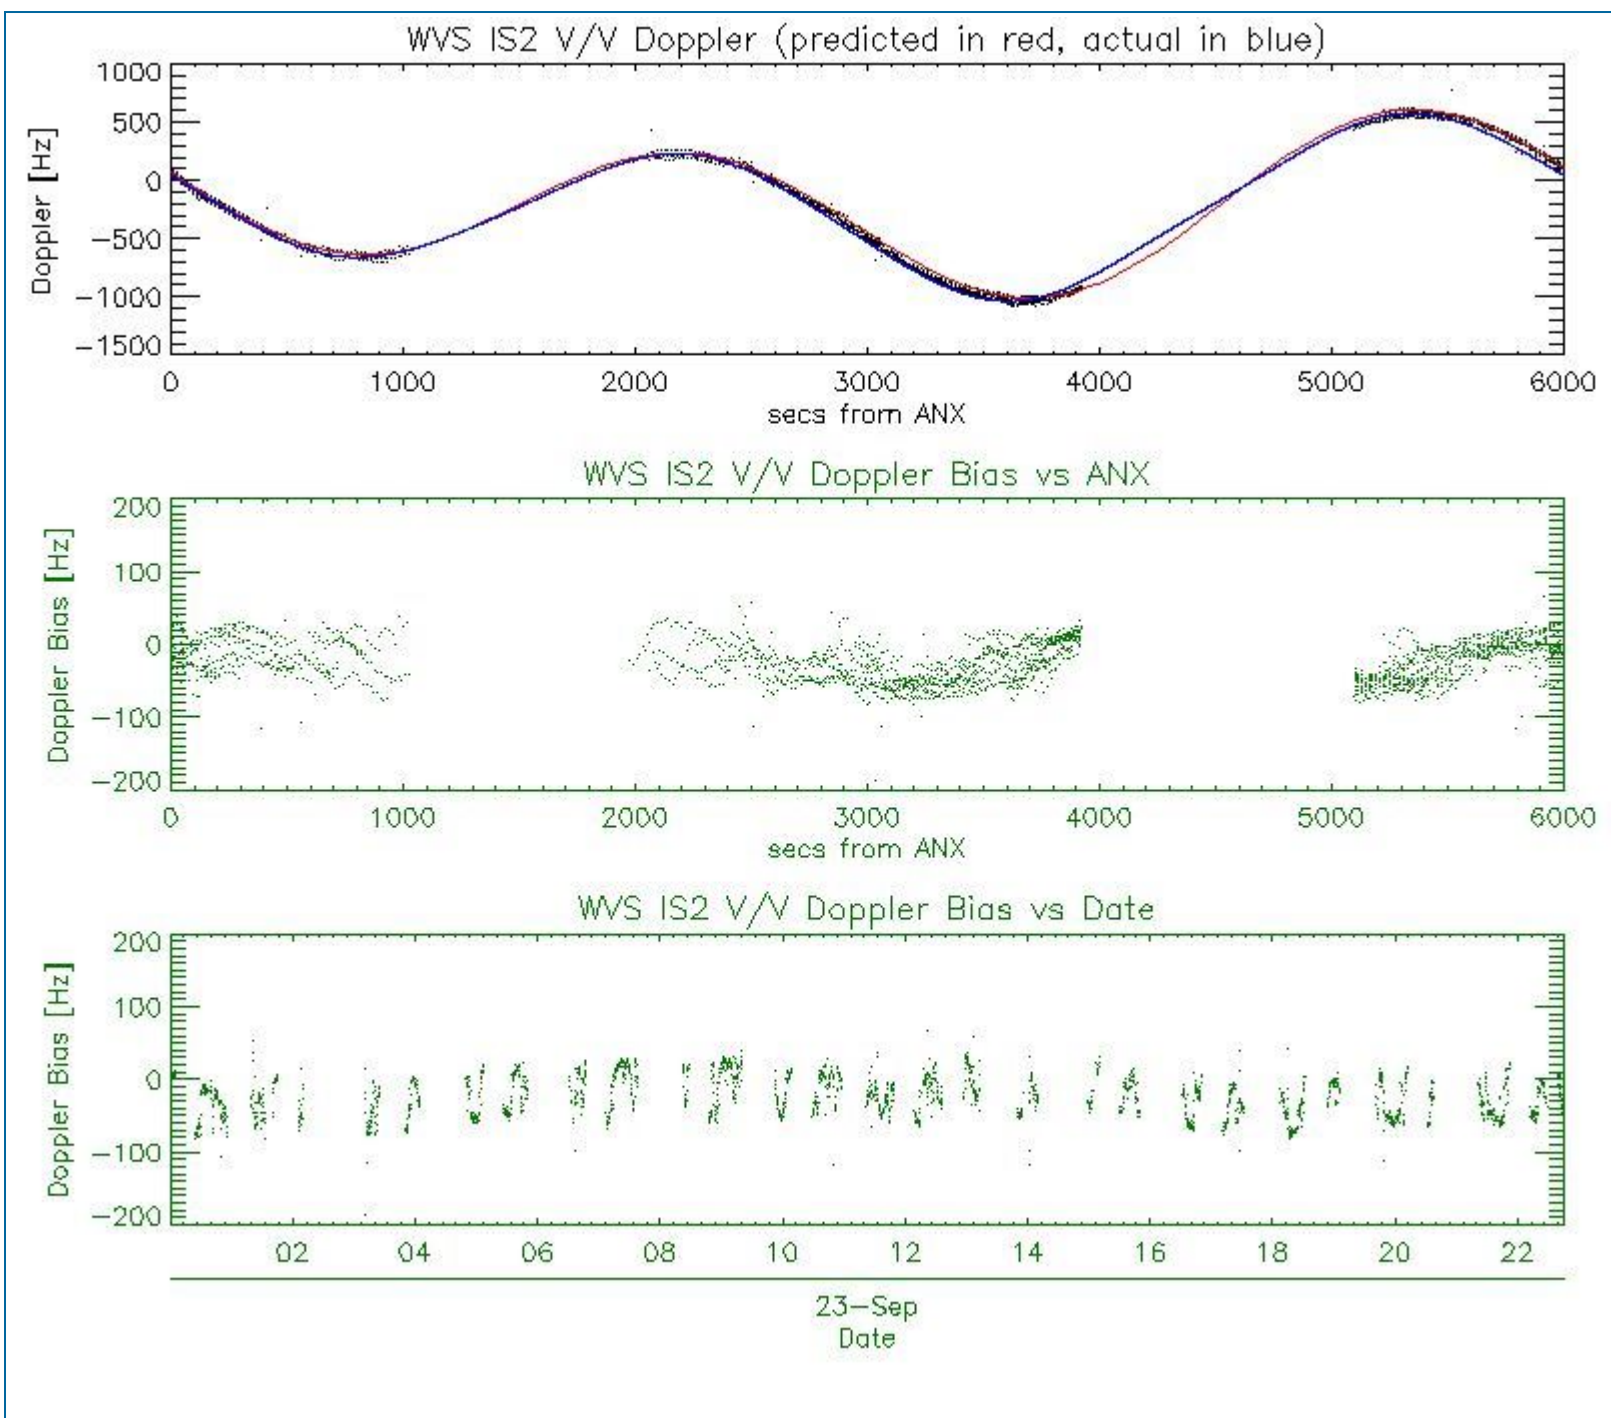 WVS IS2 V/V Doppler (predicted in red, actual in blue)
1000
500
0
−500
−1000
−1500
Doppler [Hz]
0 1000 2000 3000 4000 5000 6000
secs from ANX
WVS IS2 V/V Doppler Bias vs ANX
200
100
0
−100
−200
Doppler Bias [Hz]
0 1000 2000 3000 4000 5000 6000
secs from ANX
WVS IS2 V/V Doppler Bias vs Date
200
100
0
−100
−200
Doppler Bias [Hz]
02 04 06 08 10 12 14 16 18 20 22
23−Sep
Date